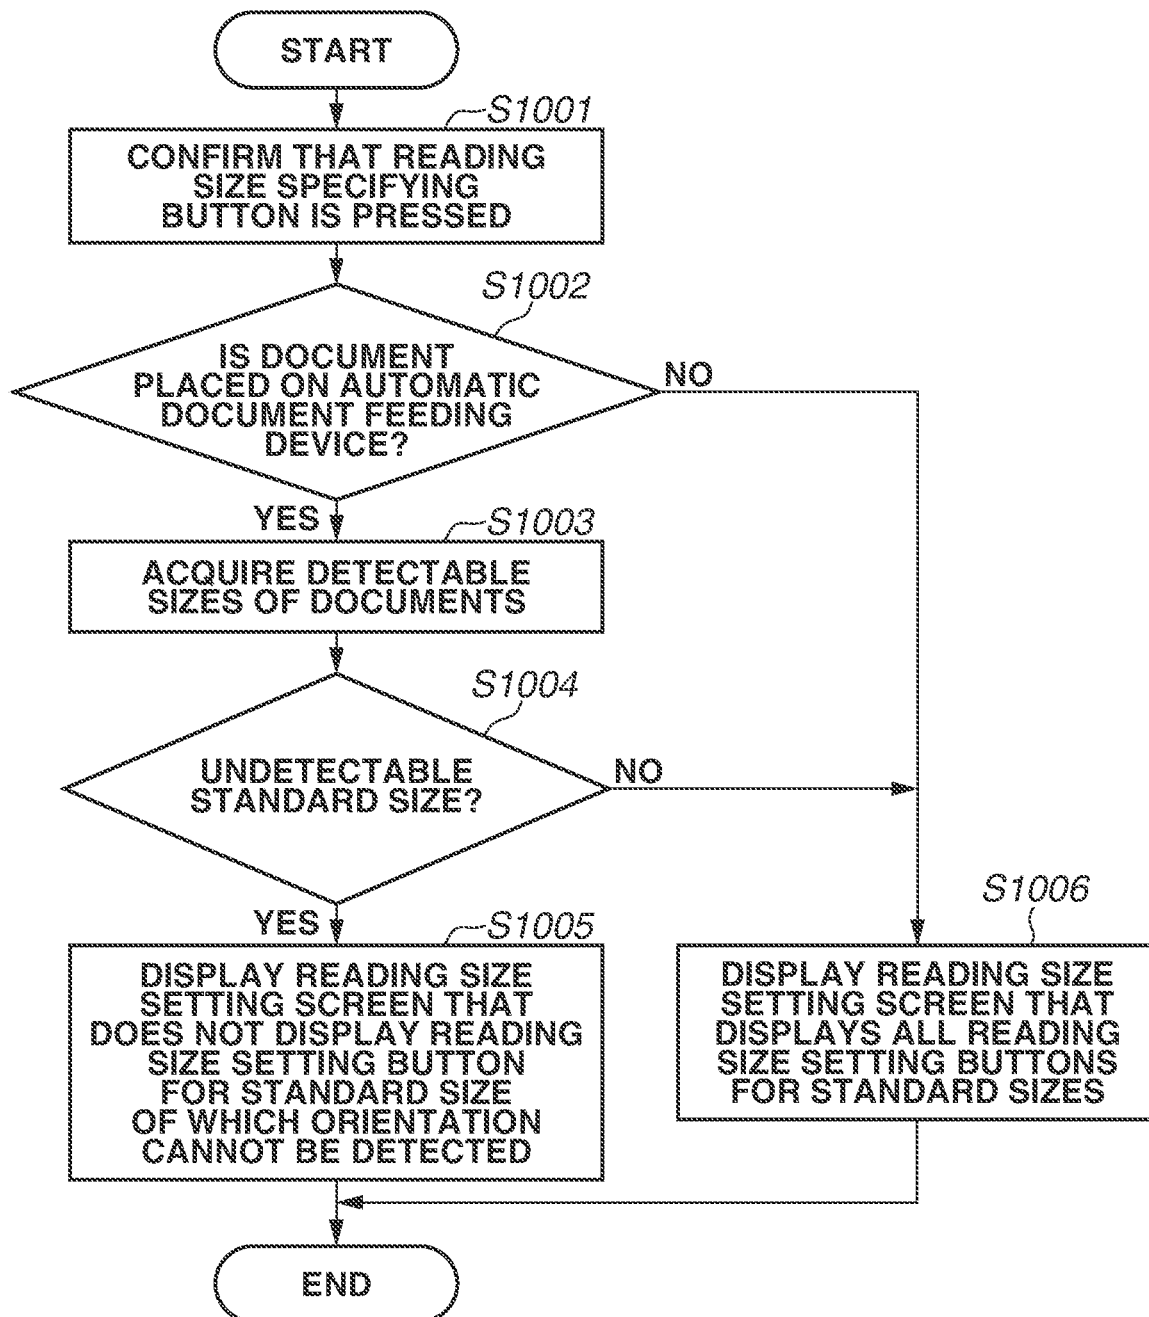 START
S1001
CONFIRM THAT READING
SIZE SPECIFYING
BUTTON IS PRESSED
S1002
IS DOCUMENT
PLACED ON AUTOMATIC
DOCUMENT FEEDING
DEVICE?
NO
YES
S1003
ACQUIRE DETECTABLE
SIZES OF DOCUMENTS
S1004
UNDETECTABLE
STANDARD SIZE?
NO
YES
S1005
DISPLAY READING SIZE
SETTING SCREEN THAT
DOES NOT DISPLAY READING
SIZE SETTING BUTTON
FOR STANDARD SIZE
OF WHICH ORIENTATION
CANNOT BE DETECTED
S1006
DISPLAY READING SIZE
SETTING SCREEN THAT
DISPLAYS ALL READING
SIZE SETTING BUTTONS
FOR STANDARD SIZES
END